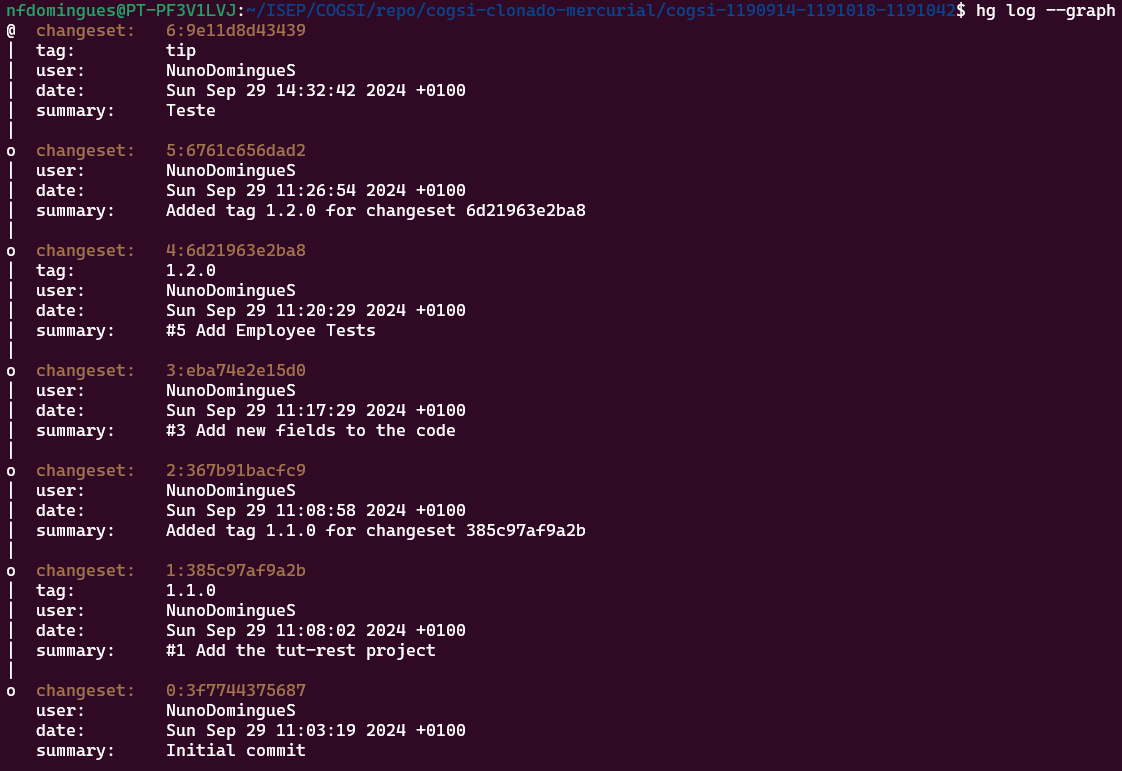 nfdomingues@PT-PF3V1LVJ:~/ISEP/COGSI/repo/cogsi-clonado-mercurial/cogsi-1190914-1191018-1191042$ hg log --graph
@  changeset:   6:9e11d8d43439
|  tag:         tip
|  user:        NunoDomingueS
|  date:        Sun Sep 29 14:32:42 2024 +0100
|  summary:     Teste
|
o  changeset:   5:6761c656dad2
|  user:        NunoDomingueS
|  date:        Sun Sep 29 11:26:54 2024 +0100
|  summary:     Added tag 1.2.0 for changeset 6d21963e2ba8
|
o  changeset:   4:6d21963e2ba8
|  tag:         1.2.0
|  user:        NunoDomingueS
|  date:        Sun Sep 29 11:20:29 2024 +0100
|  summary:     #5 Add Employee Tests
|
o  changeset:   3:eba74e2e15d0
|  user:        NunoDomingueS
|  date:        Sun Sep 29 11:17:29 2024 +0100
|  summary:     #3 Add new fields to the code
|
o  changeset:   2:367b91bacfc9
|  user:        NunoDomingueS
|  date:        Sun Sep 29 11:08:58 2024 +0100
|  summary:     Added tag 1.1.0 for changeset 385c97af9a2b
|
o  changeset:   1:385c97af9a2b
|  tag:         1.1.0
|  user:        NunoDomingueS
|  date:        Sun Sep 29 11:08:02 2024 +0100
|  summary:     #1 Add the tut-rest project
|
o  changeset:   0:3f7744375687
   user:        NunoDomingueS
   date:        Sun Sep 29 11:03:19 2024 +0100
   summary:     Initial commit